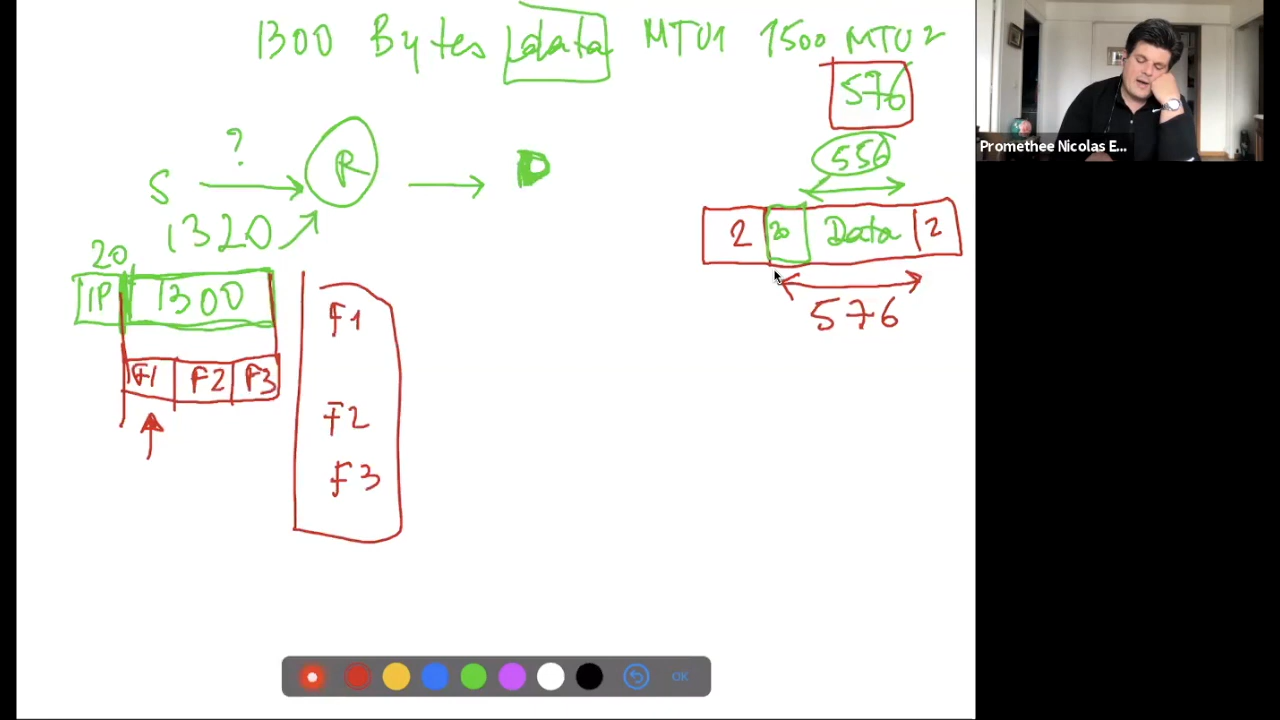 1300 Bytes data MTU1 1500 MTU2
576
556
?
S R D
1320
20
IP 1300
2 20 Data 2
576
F1 F2 F3
F1
F2
F3
Promethee Nicolas E...
OK